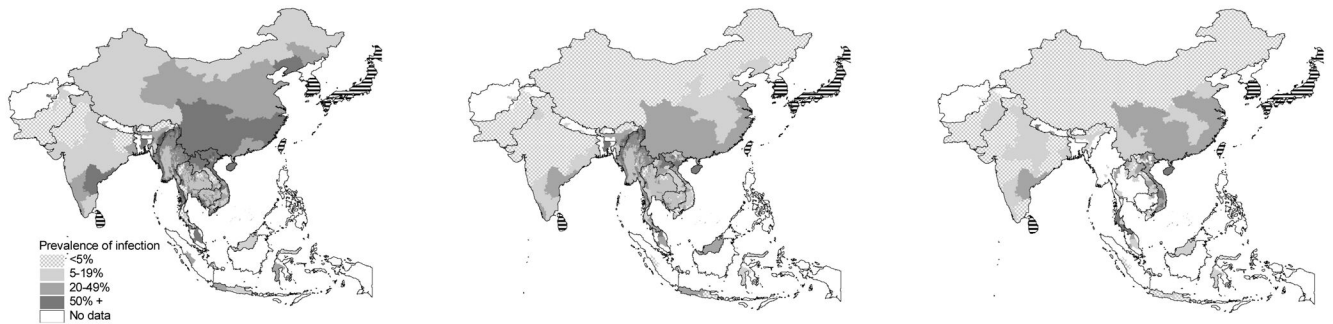 Prevalence of infection
<5%
5-19%
20-49%
50% +
No data